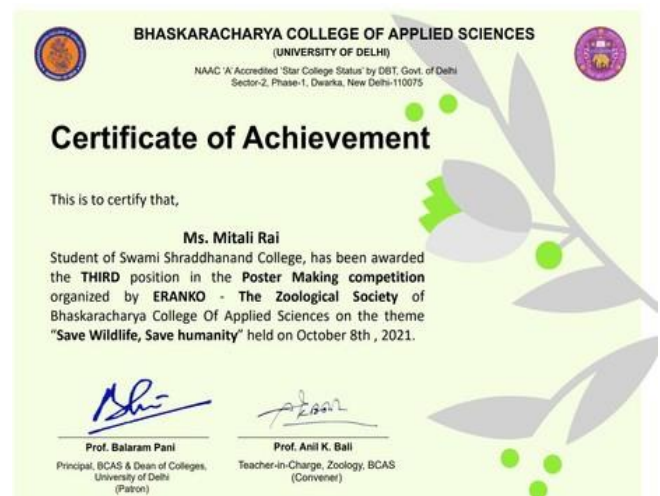 BHASKARACHARYA COLLEGE OF APPLIED SCIENCES
(UNIVERSITY OF DELHI)
NAAC 'A' Accredited 'Star College Status' by DBT, Govt. of Delhi
Sector-2, Phase-1, Dwarka, New Delhi-110075
Certificate of Achievement
This is to certify that,
Ms. Mitali Rai
Student of Swami Shraddhanand College, has been awarded
the THIRD position in the Poster Making competition
organized by ERANKO - The Zoological Society of
Bhaskaracharya College Of Applied Sciences on the theme
“Save Wildlife, Save humanity” held on October 8th , 2021.
Prof. Balaram Pani
Principal, BCAS & Dean of Colleges,
University of Delhi
(Patron)
Prof. Anil K. Bali
Teacher-in-Charge, Zoology, BCAS
(Convener)